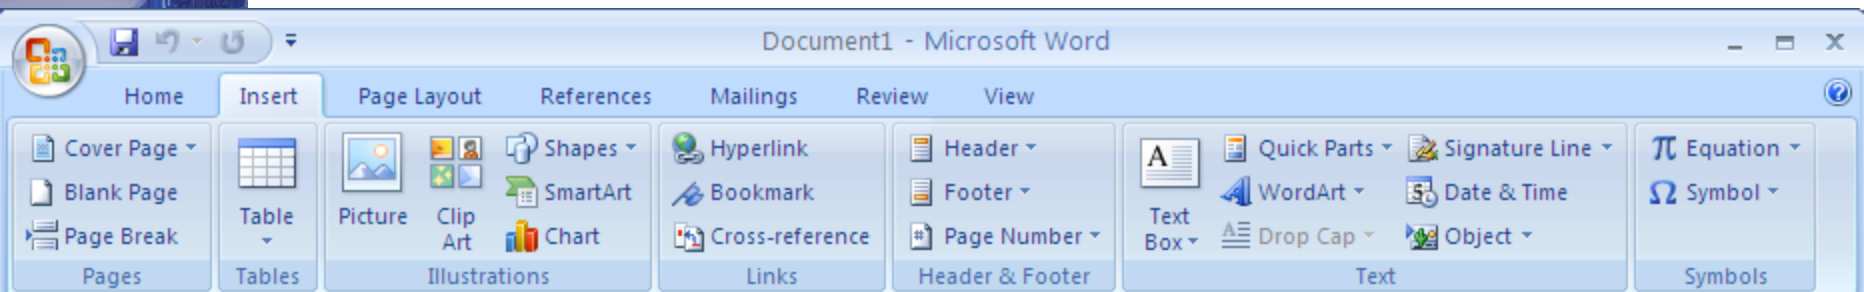 Document1 - Microsoft Word
Home Insert Page Layout References Mailings Review View
Cover Page
Blank Page
Page Break
Pages
Table
Tables
Picture
Clip
Art
Shapes
SmartArt
Chart
Illustrations
Hyperlink
Bookmark
Cross-reference
Links
Header
Footer
Page Number
Header & Footer
A
Text
Box
Quick Parts
WordArt
Drop Cap
Signature Line
Date & Time
Object
Text
π Equation
Ω Symbol
Symbols